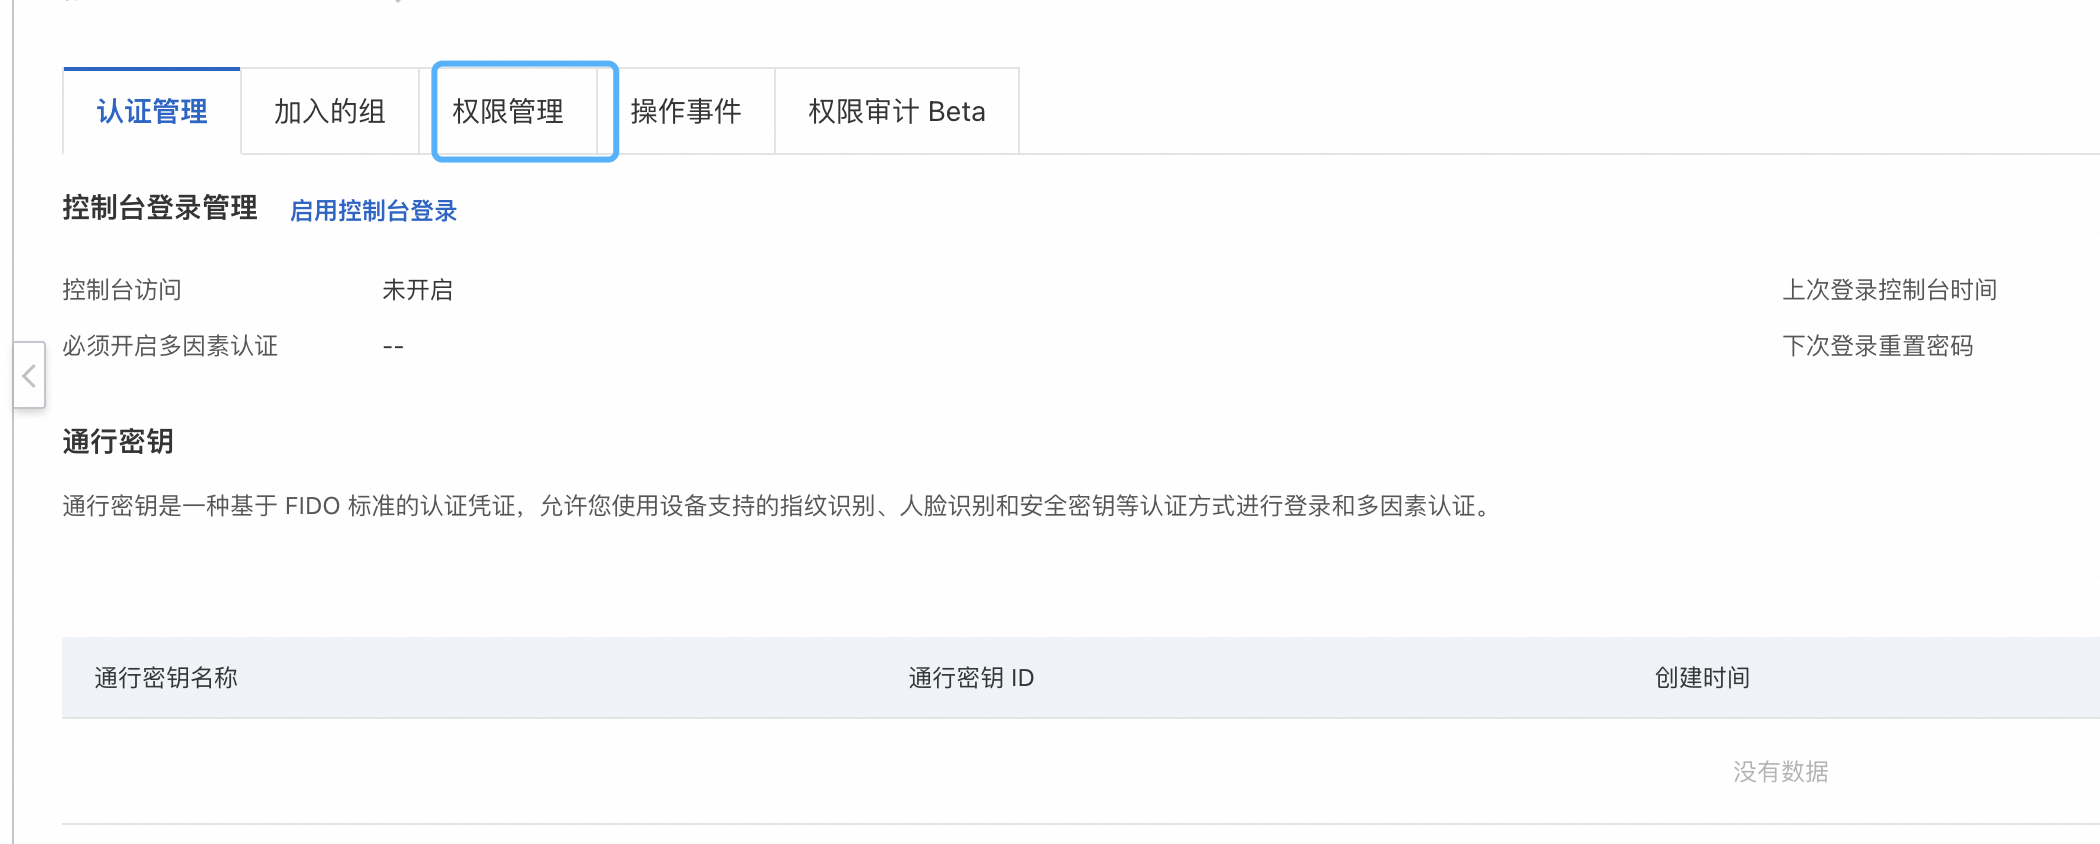 认证管理 加入的组 权限管理 操作事件 权限审计 Beta
控制台登录管理 启用控制台登录
控制台访问 未开启 上次登录控制台时间
必须开启多因素认证 -- 下次登录重置密码
通行密钥
通行密钥是一种基于 FIDO 标准的认证凭证，允许您使用设备支持的指纹识别、人脸识别和安全密钥等认证方式进行登录和多因素认证。
通行密钥名称 通行密钥 ID 创建时间
没有数据